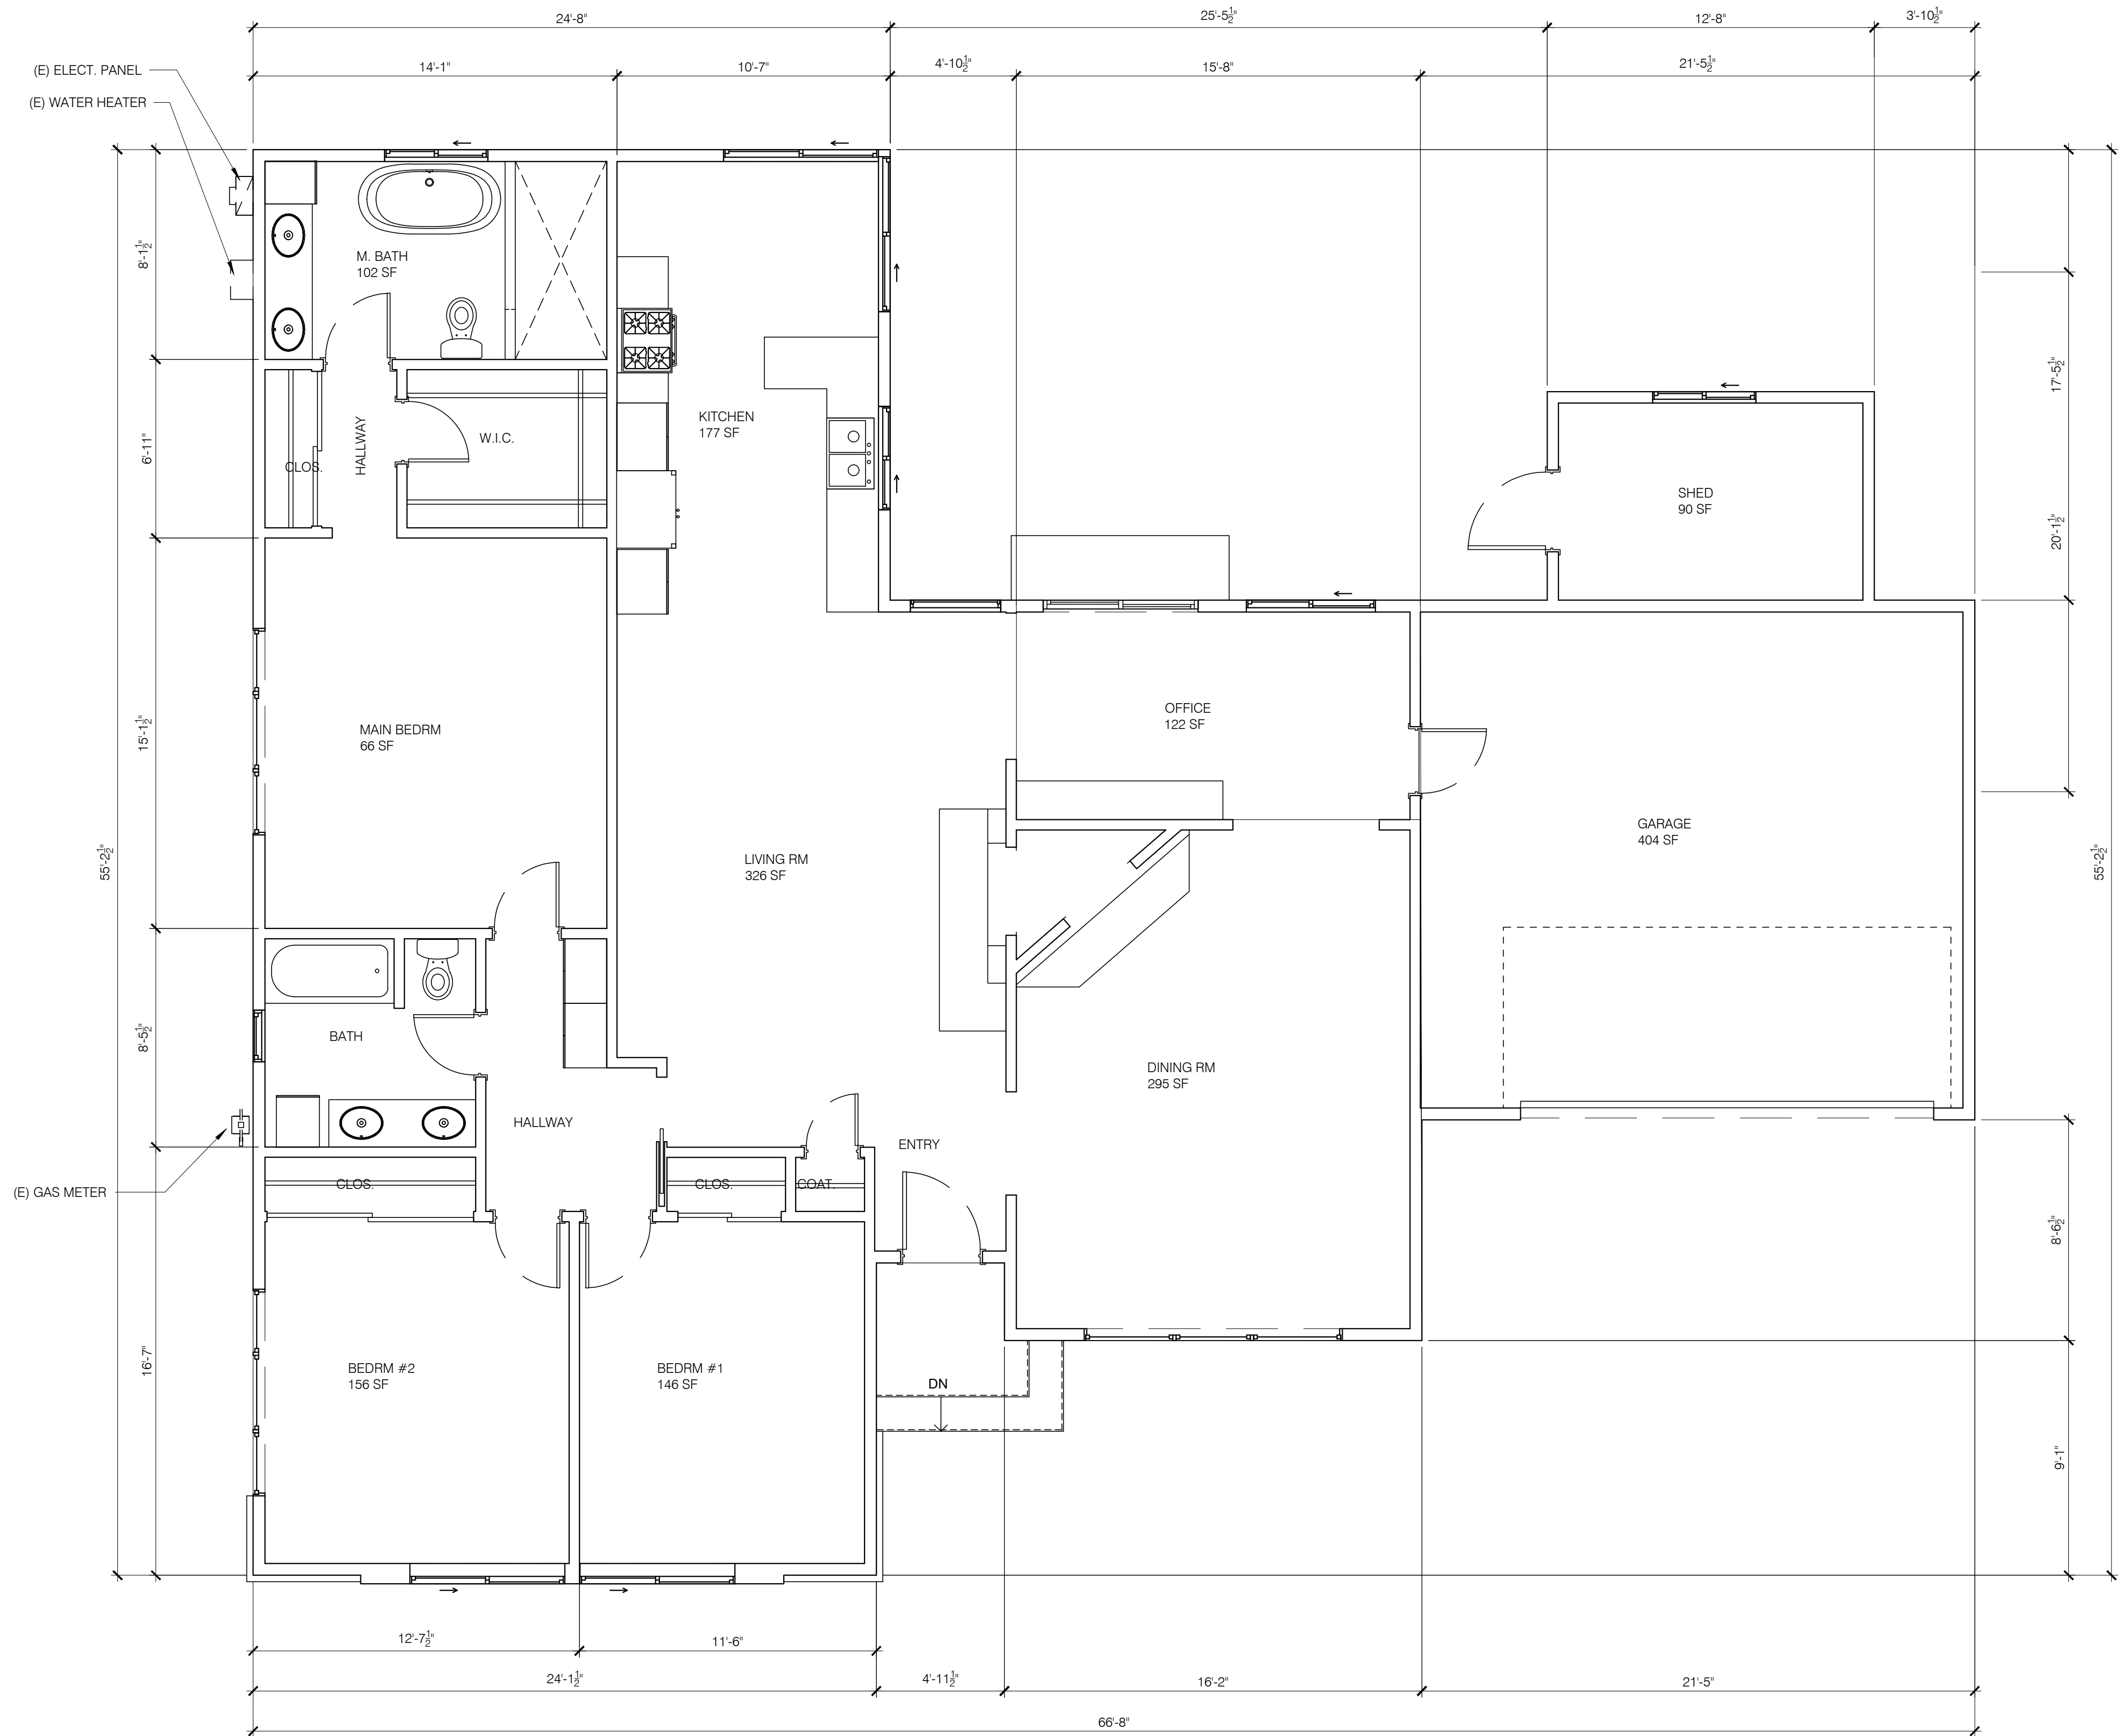 24'-8"
25'-5½"
12'-8"
3'-10½"
14'-1"
10'-7"
4'-10½"
15'-8"
21'-5½"
(E) ELECT. PANEL
(E) WATER HEATER
8'-1½"
M. BATH
102 SF
17'-5½"
KITCHEN
177 SF
HALLWAY
W.I.C.
6'-11"
CLOS.
SHED
90 SF
20'-1½"
OFFICE
122 SF
15'-1½"
MAIN BEDRM
66 SF
GARAGE
404 SF
55'-2½"
LIVING RM
326 SF
55'-2½"
8'-5½"
BATH
DINING RM
295 SF
HALLWAY
ENTRY
(E) GAS METER
CLOS.
CLOS.
COAT.
8'-6½"
16'-7"
BEDRM #2
156 SF
BEDRM #1
146 SF
DN
9'-1"
12'-7½"
11'-6"
24'-1½"
4'-11½"
16'-2"
21'-5"
66'-8"